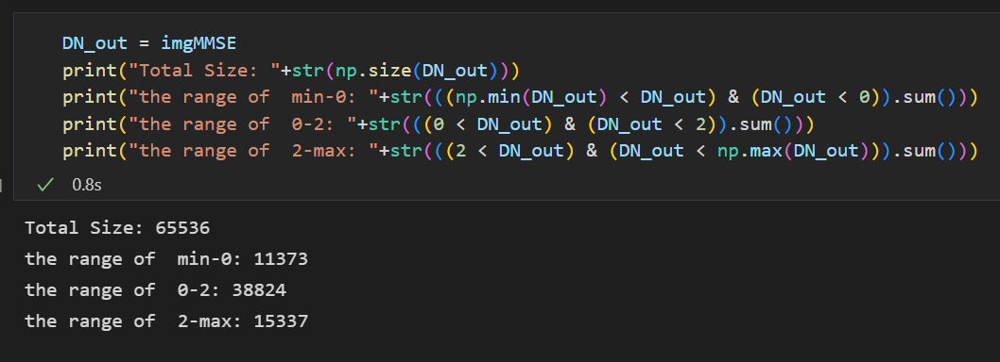 DN_out = imgMMSE
print("Total Size: "+str(np.size(DN_out)))
print("the range of  min-0: "+str(((np.min(DN_out) < DN_out) & (DN_out < 0)).sum()))
print("the range of  0-2: "+str(((0 < DN_out) & (DN_out < 2)).sum()))
print("the range of  2-max: "+str(((2 < DN_out) & (DN_out < np.max(DN_out))).sum()))
0.8s
Total Size: 65536
the range of  min-0: 11373
the range of  0-2: 38824
the range of  2-max: 15337